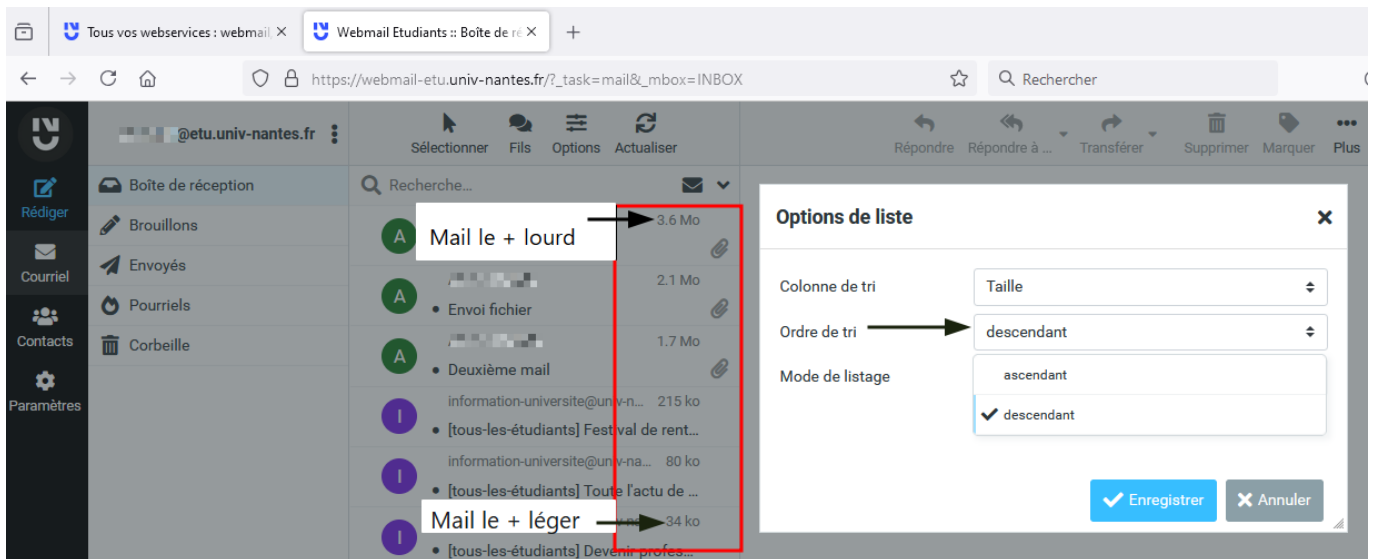 Tous vos webservices : webmail,
Webmail Etudiants :: Boîte de ré
https://webmail-etu.univ-nantes.fr/?_task=mail&_mbox=INBOX
Rechercher
@etu.univ-nantes.fr
Sélectionner Fils Options Actualiser
Répondre Répondre à ... Transférer Supprimer Marquer Plus
Rédiger
Courriel
Contacts
Paramètres
Boîte de réception
Brouillons
Envoyés
Pourriels
Corbeille
Recherche...
Mail le + lourd
3.6 Mo
2.1 Mo
• Envoi fichier
1.7 Mo
• Deuxième mail
information-universite@univ-n... 215 ko
• [tous-les-étudiants] Festival de rent...
information-universite@univ-na... 80 ko
• [tous-les-étudiants] Toute l'actu de ...
Mail le + léger
34 ko
• [tous-les-étudiants] Devenir profes...
Options de liste
Colonne de tri Taille
Ordre de tri descendant
Mode de listage
ascendant
descendant
Enregistrer Annuler